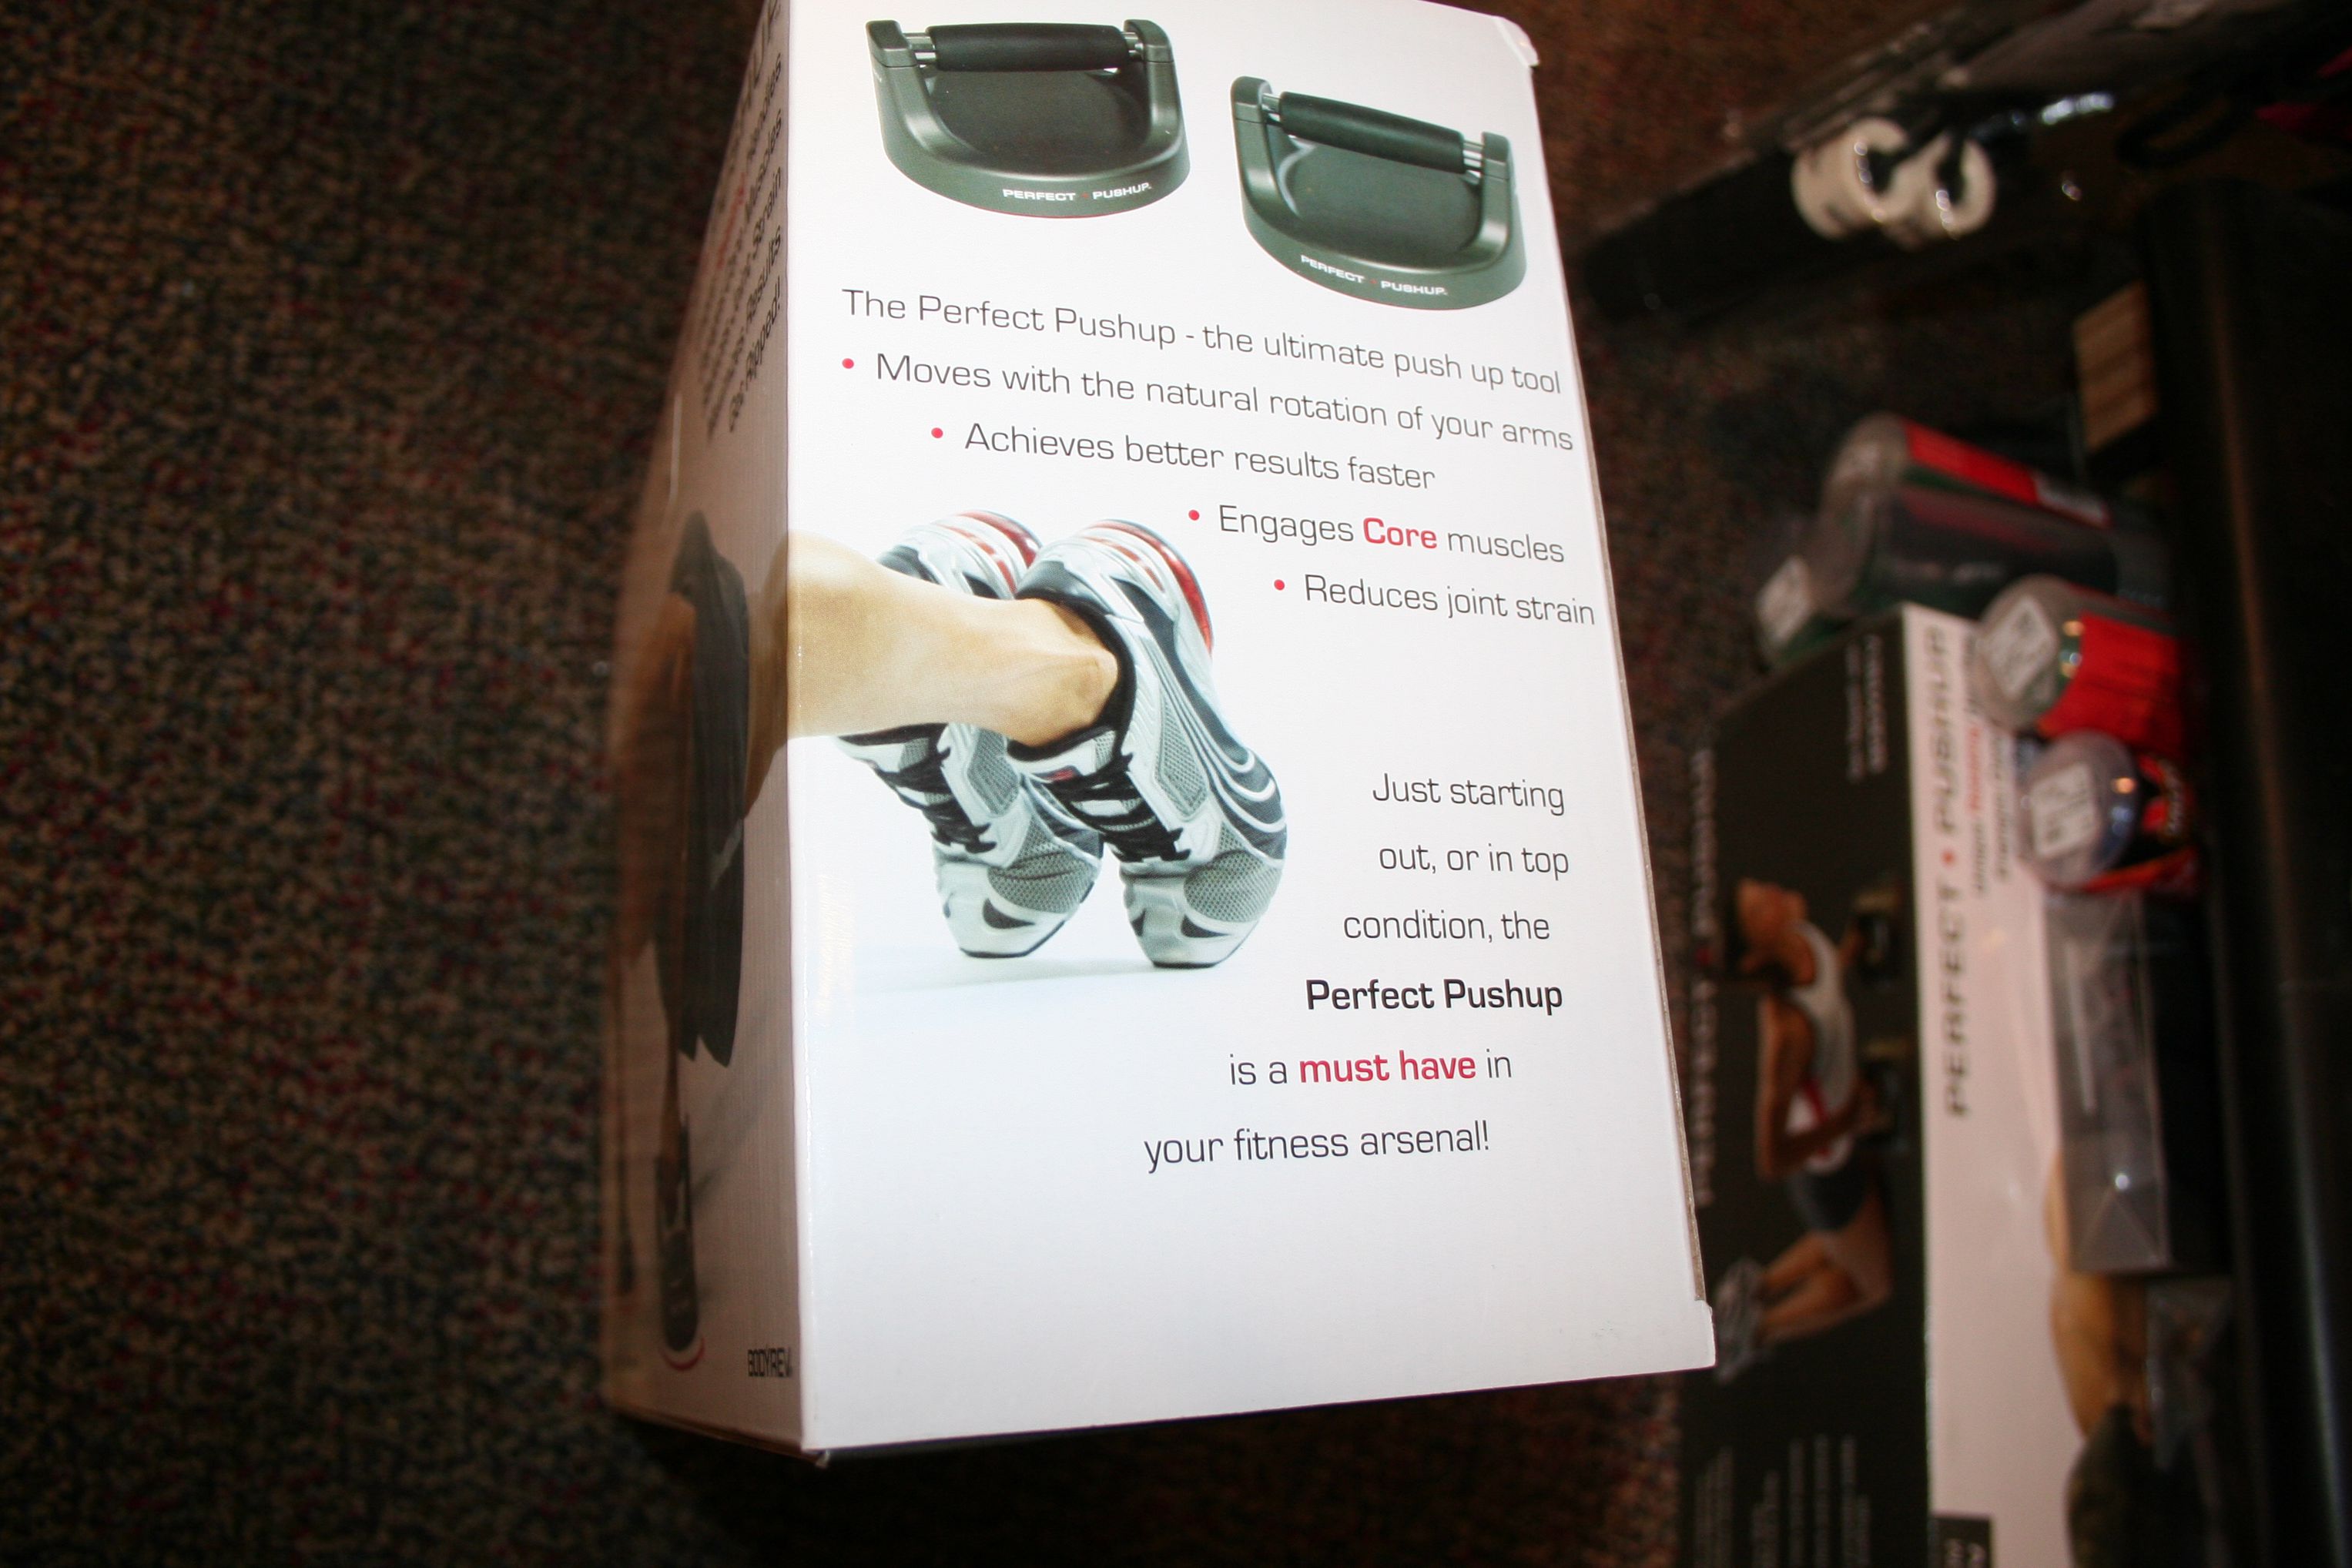 PERFECT • PUSHUP.
PERFECT • PUSHUP.
The Perfect Pushup - the ultimate push up tool
• Moves with the natural rotation of your arms
• Achieves better results faster
• Engages Core muscles
• Reduces joint strain
Just starting
out, or in top
condition, the
Perfect Pushup
is a must have in
your fitness arsenal!
BODYREV.
PERFECT • PUSHUP